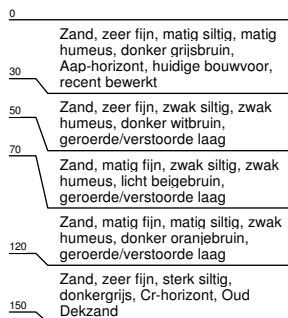 0
Zand, zeer fijn, matig siltig, matig
humeus, donker grijsbruin,
Aap-horizont, huidige bouwvoor,
recent bewerkt
30
Zand, zeer fijn, zwak siltig, zwak
humeus, donker witbruin,
geroerde/verstoorde laag
50
Zand, matig fijn, zwak siltig, zwak
humeus, licht beigebruin,
geroerde/verstoorde laag
70
Zand, matig fijn, matig siltig, zwak
humeus, donker oranjebruin,
geroerde/verstoorde laag
120
Zand, zeer fijn, sterk siltig,
donkergrijs, Cr-horizont, Oud
Dekzand
150